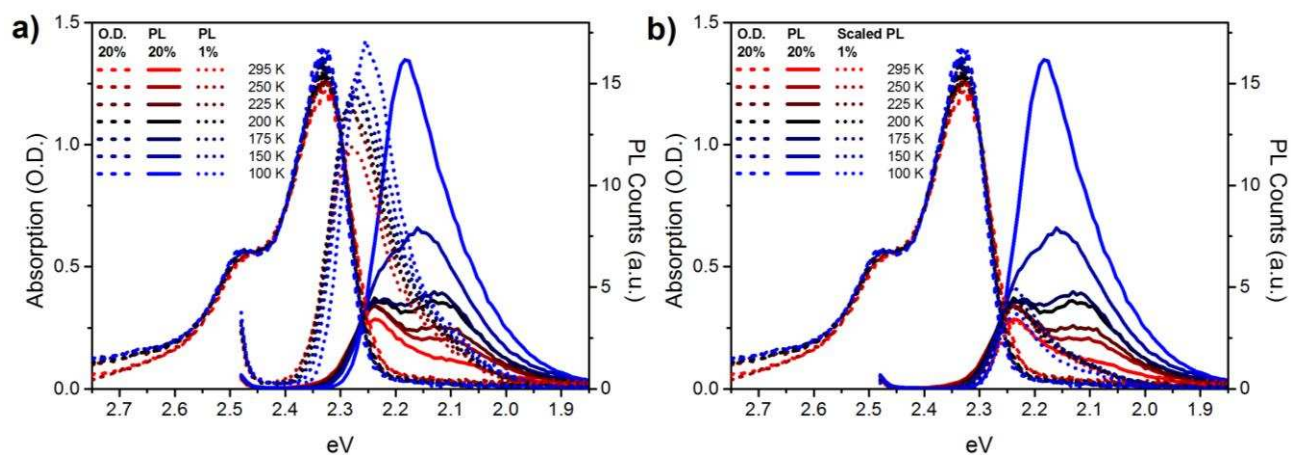 a)
O.D. PL PL
20% 20% 1%
295 K
250 K
225 K
200 K
175 K
150 K
100 K
1.5
1.0
0.5
0.0
Absorption (O.D.)
15
10
5
0
PL Counts (a.u.)
2.7 2.6 2.5 2.4 2.3 2.2 2.1 2.0 1.9
eV
b)
O.D. PL Scaled PL
20% 20% 1%
295 K
250 K
225 K
200 K
175 K
150 K
100 K
1.5
1.0
0.5
0.0
Absorption (O.D.)
15
10
5
0
PL Counts (a.u.)
2.7 2.6 2.5 2.4 2.3 2.2 2.1 2.0 1.9
eV